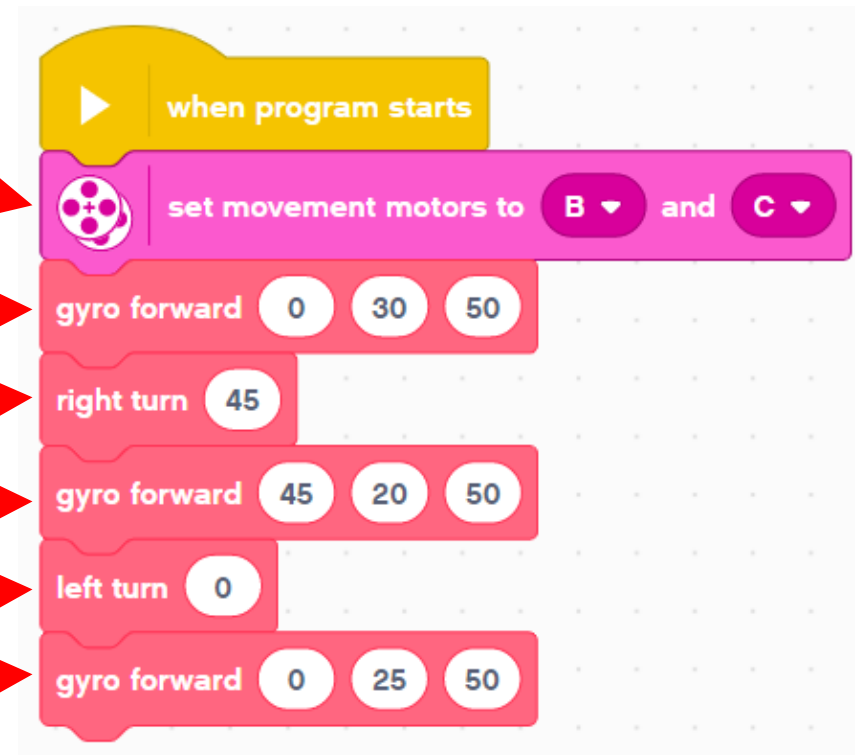 when program starts
set movement motors to B and C
gyro forward 0 30 50
right turn 45
gyro forward 45 20 50
left turn 0
gyro forward 0 25 50